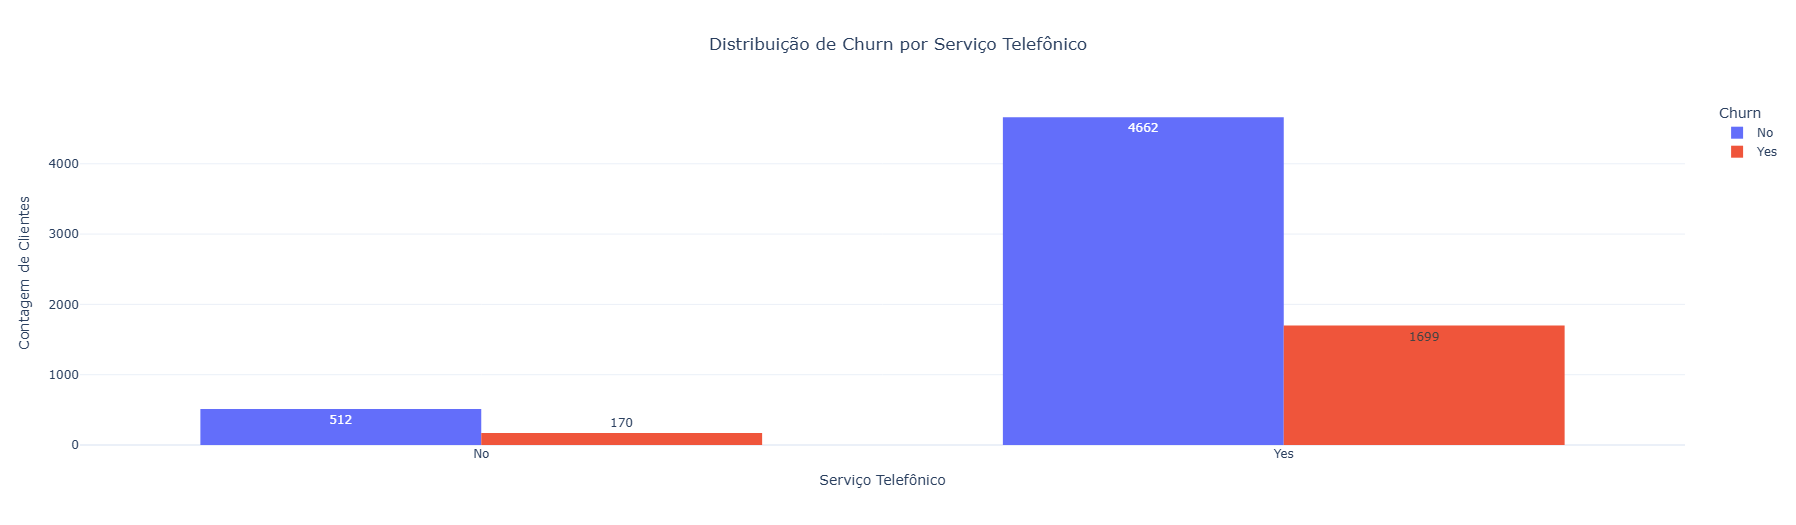 Distribuição de Churn por Serviço Telefônico
Churn
No
Yes
Contagem de Clientes
4000
3000
2000
1000
0
512
170
4662
1699
No
Yes
Serviço Telefônico